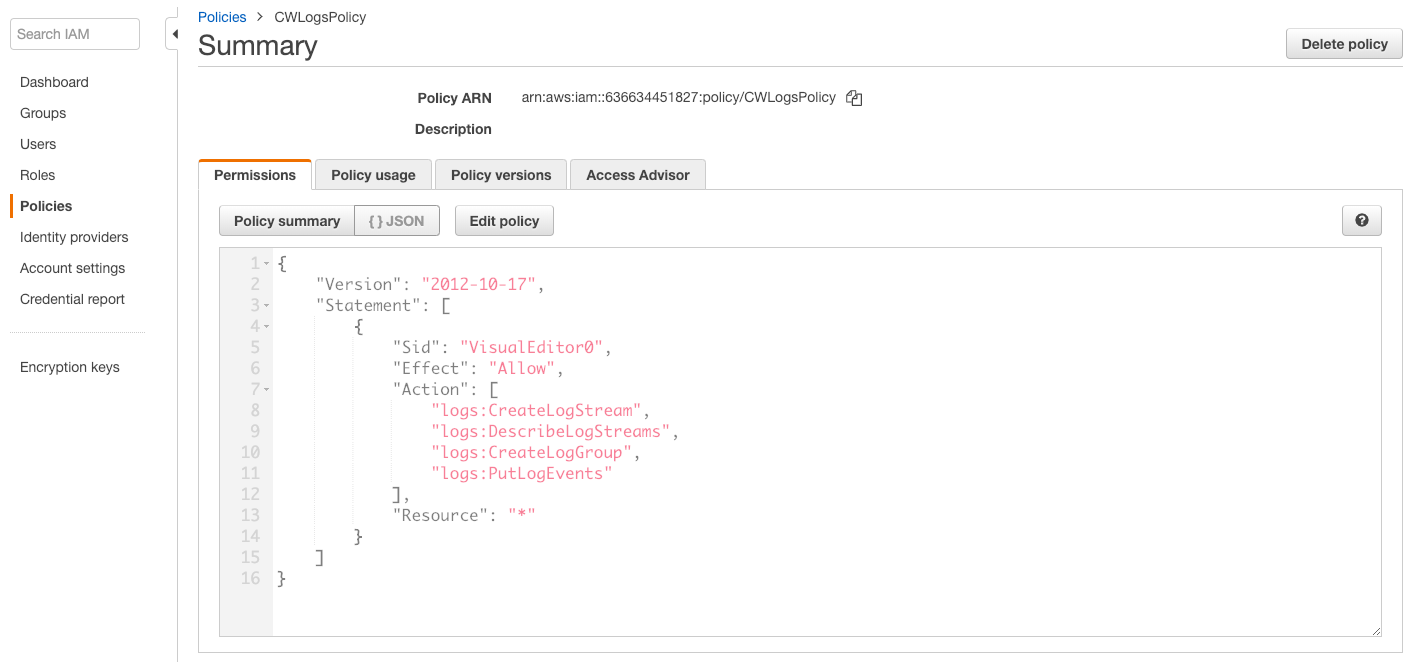 Search IAM
Dashboard
Groups
Users
Roles
Policies
Identity providers
Account settings
Credential report
Encryption keys
Policies > CWLogsPolicy
Summary
Delete policy
Policy ARN arn:aws:iam::636634451827:policy/CWLogsPolicy
Description
Permissions Policy usage Policy versions Access Advisor
Policy summary { } JSON Edit policy ?
1 {
2     "Version": "2012-10-17",
3     "Statement": [
4         {
5             "Sid": "VisualEditor0",
6             "Effect": "Allow",
7             "Action": [
8                 "logs:CreateLogStream",
9                 "logs:DescribeLogStreams",
10                 "logs:CreateLogGroup",
11                 "logs:PutLogEvents"
12             ],
13             "Resource": "*"
14         }
15     ]
16 }